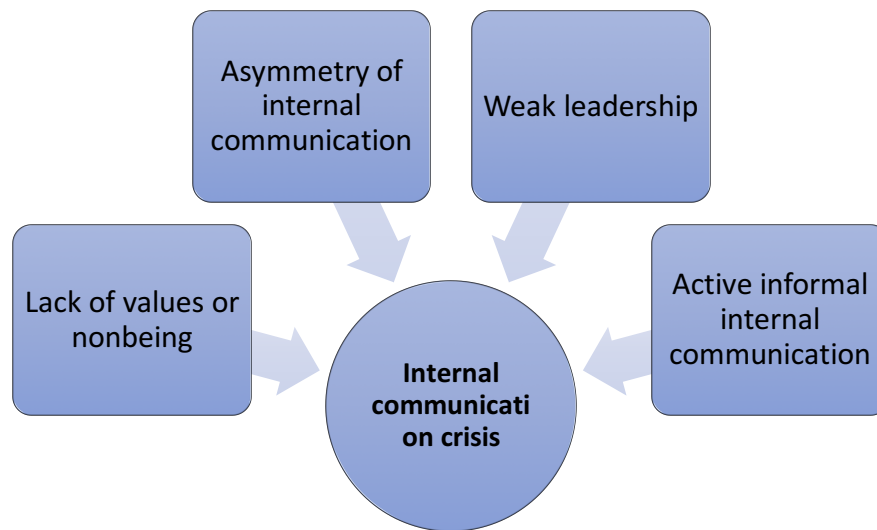 Asymmetry of
internal
communication
Weak leadership
Lack of values or
nonbeing
Active informal
internal
communication
Internal
communicati
on crisis